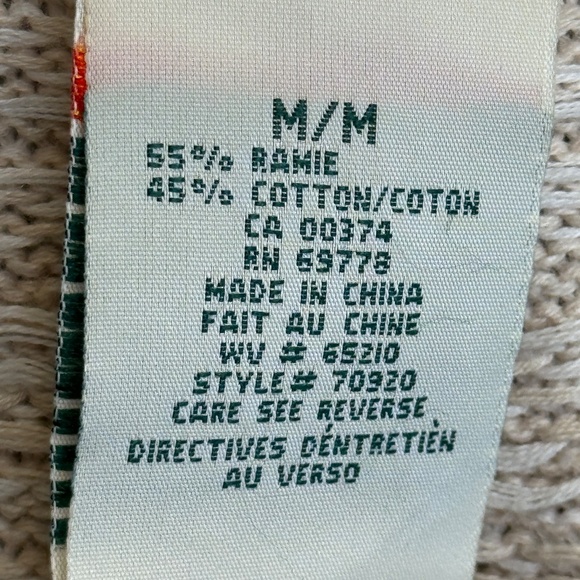 M/M
55% RAMIE
45% COTTON/COTON
CA 00374
RN 69778
MADE IN CHINA
FAIT AU CHINE
WV # 65210
STYLE# 70920
CARE SEE REVERSE
DIRECTIVES DÉNTRETIÈN
AU VERSO